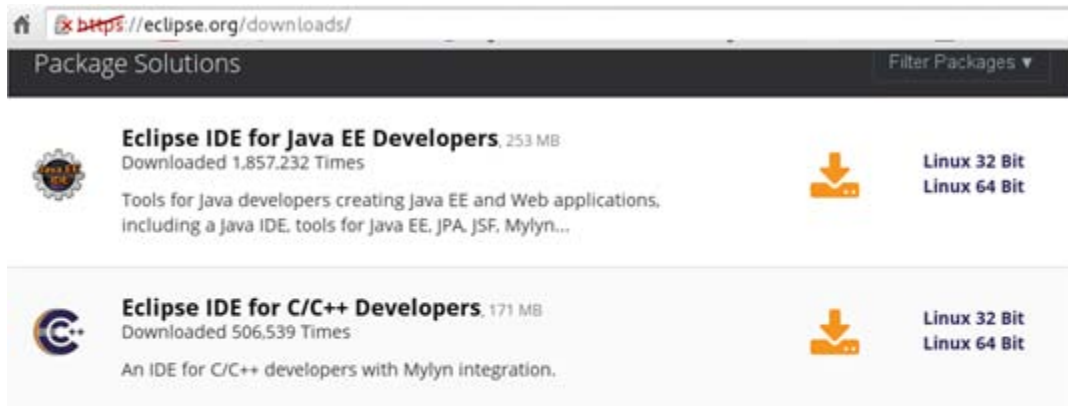 https://eclipse.org/downloads/
Package Solutions
Filter Packages ▼
Eclipse IDE for Java EE Developers, 253 MB
Downloaded 1,857,232 Times
Tools for Java developers creating Java EE and Web applications,
including a Java IDE, tools for Java EE, JPA, JSF, Mylyn...
Linux 32 Bit
Linux 64 Bit
Java EE
IDE
Eclipse IDE for C/C++ Developers, 171 MB
Downloaded 506,539 Times
An IDE for C/C++ developers with Mylyn integration.
Linux 32 Bit
Linux 64 Bit
C++